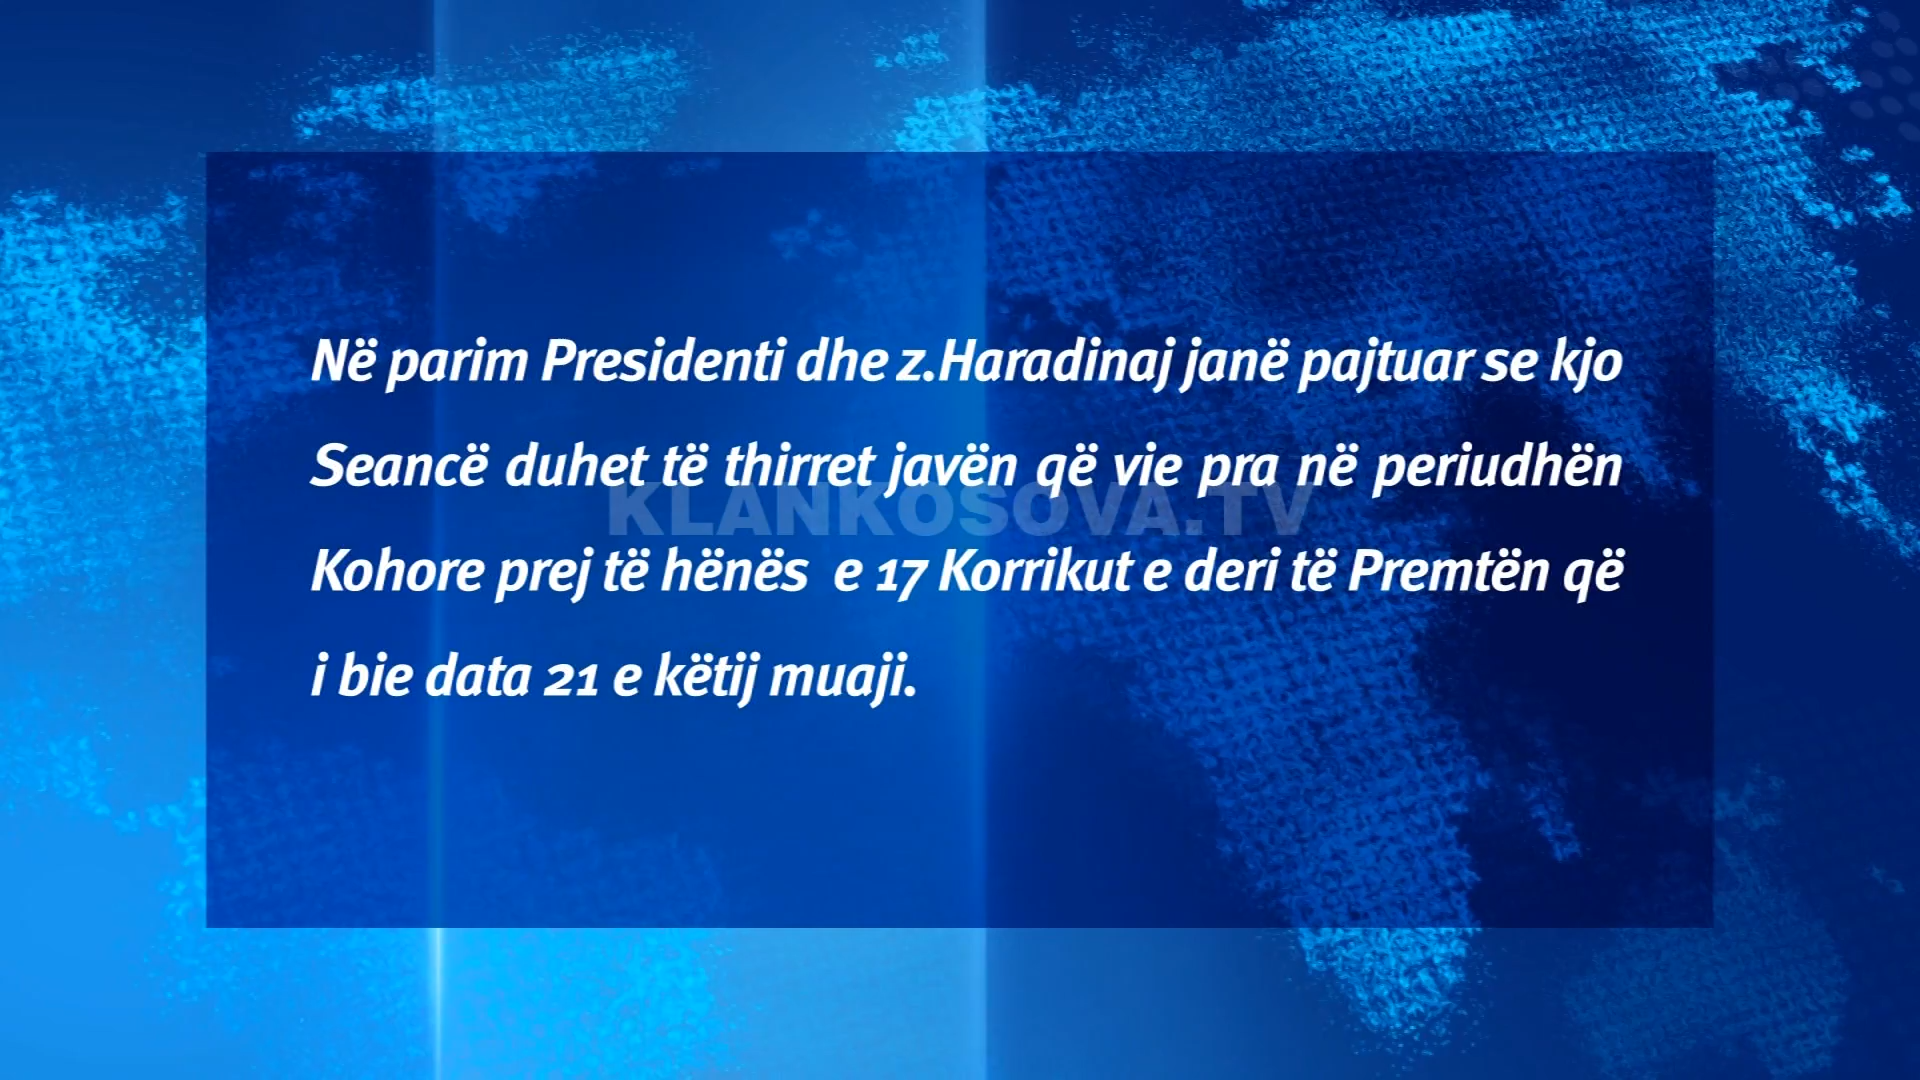 Në parim Presidenti dhe z.Haradinaj janë pajtuar se kjo
Seancë duhet të thirret javën që vie pra në periudhën
KLANKOSOVA.TV
Kohore prej të hënës e 17 Korrikut e deri të Premtën që
i bie data 21 e këtij muaji.